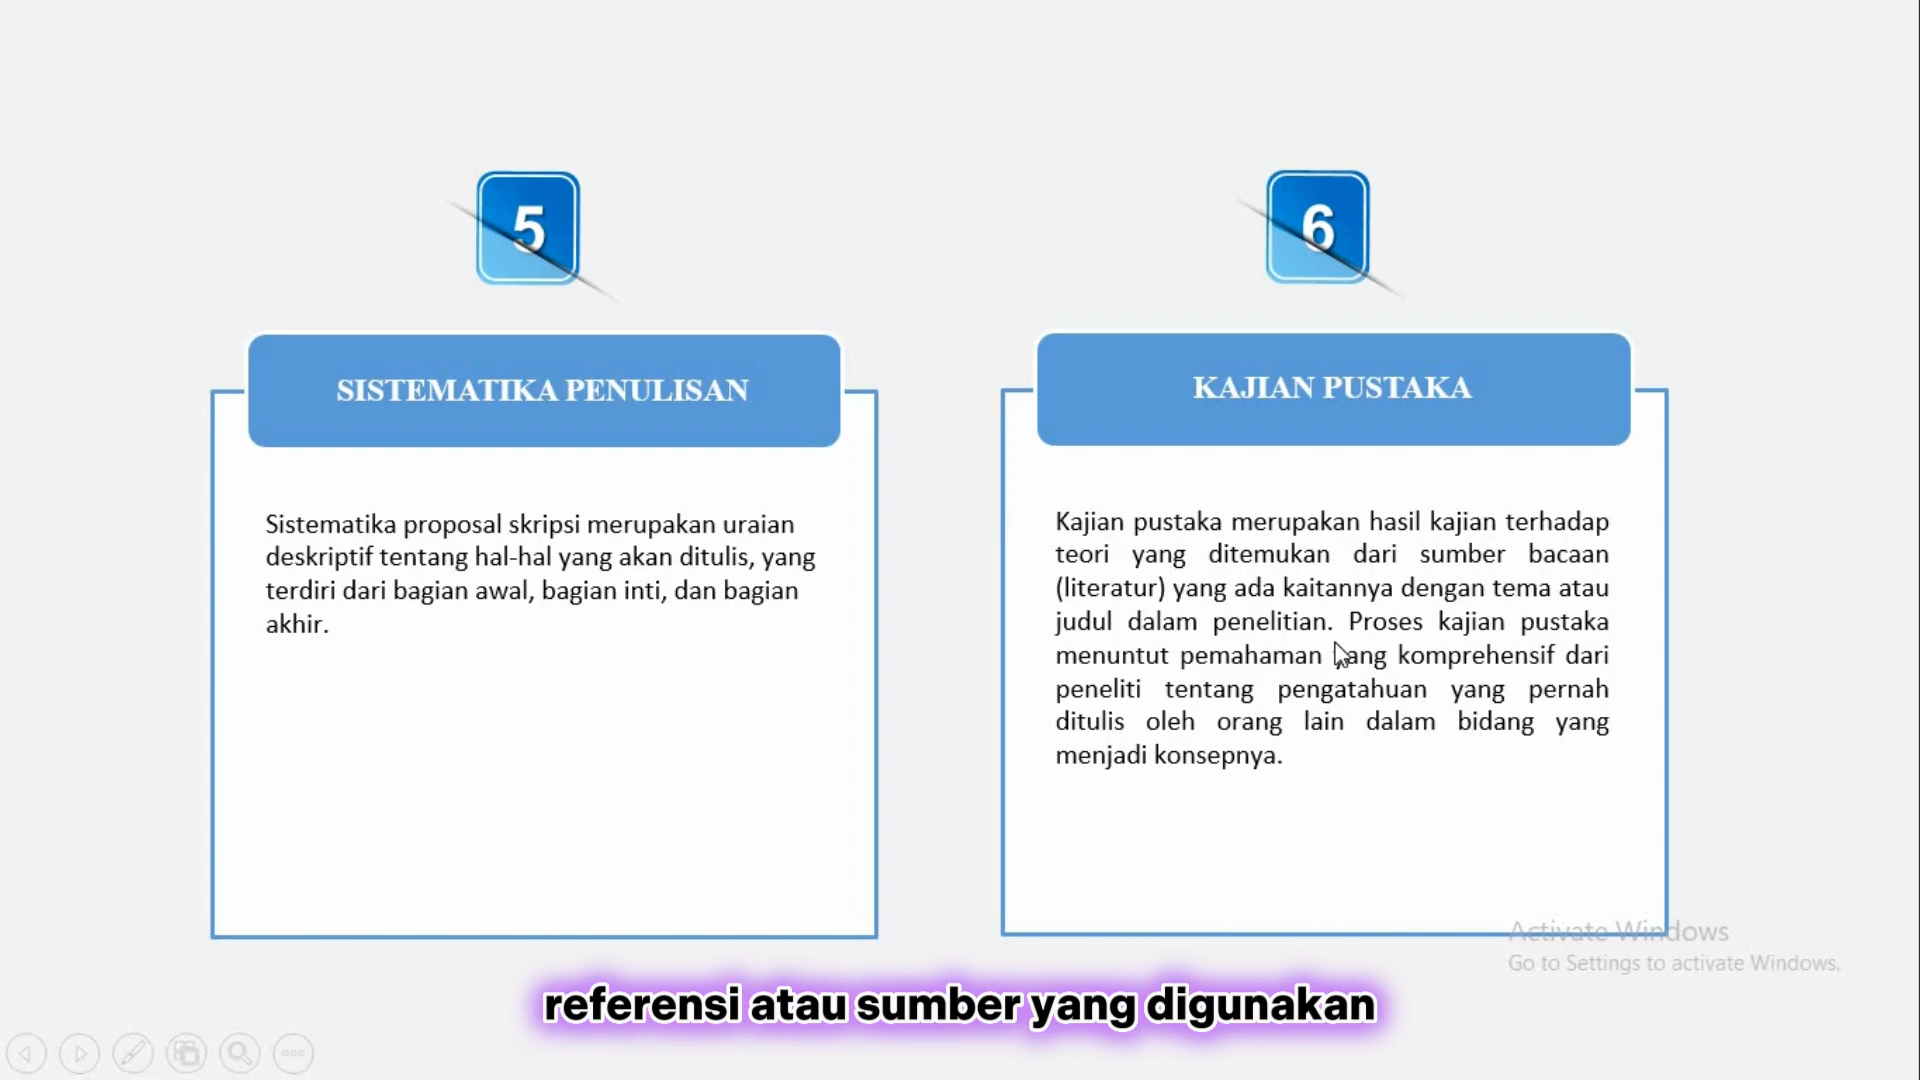 5
SISTEMATIKA PENULISAN
Sistematika proposal skripsi merupakan uraian
deskriptif tentang hal-hal yang akan ditulis, yang
terdiri dari bagian awal, bagian inti, dan bagian
akhir.
6
KAJIAN PUSTAKA
Kajian pustaka merupakan hasil kajian terhadap
teori yang ditemukan dari sumber bacaan
(literatur) yang ada kaitannya dengan tema atau
judul dalam penelitian. Proses kajian pustaka
menuntut pemahaman yang komprehensif dari
peneliti tentang pengatahuan yang pernah
ditulis oleh orang lain dalam bidang yang
menjadi konsepnya.
Activate Windows
Go to Settings to activate Windows.
referensi atau sumber yang digunakan